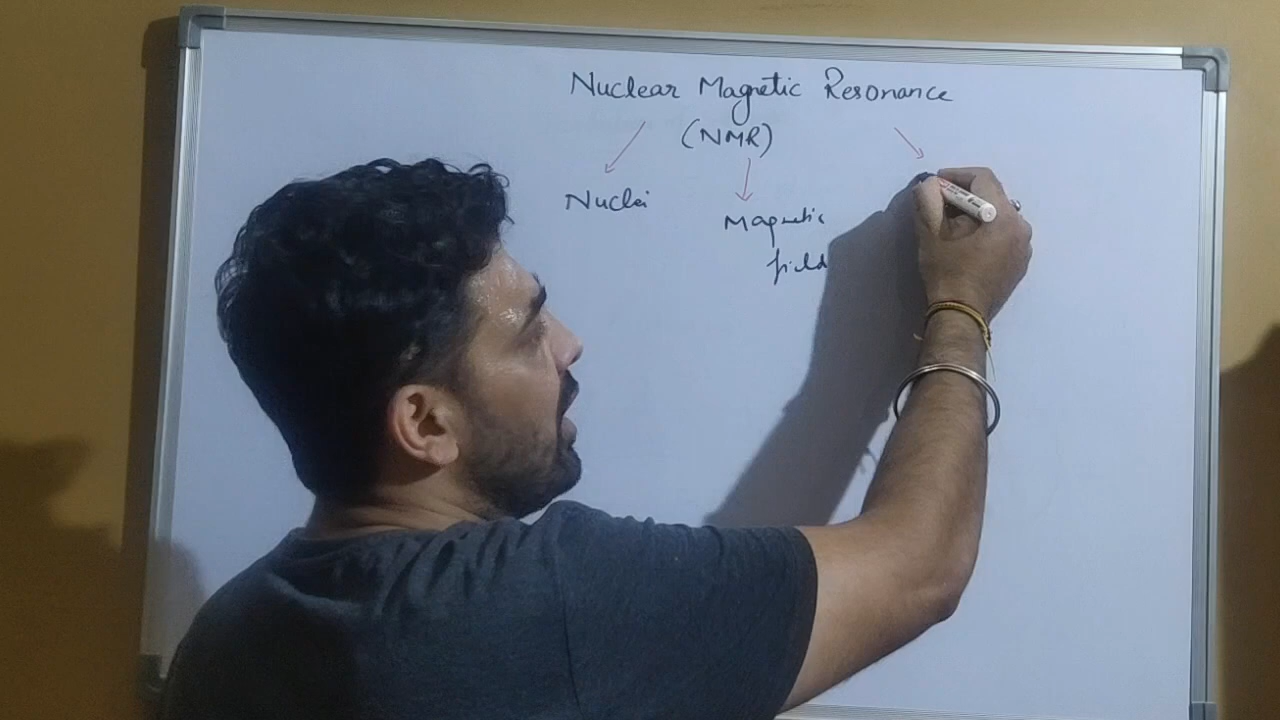 Nuclear Magnetic Resonance
(NMR)
Nuclei
Magnetic
field